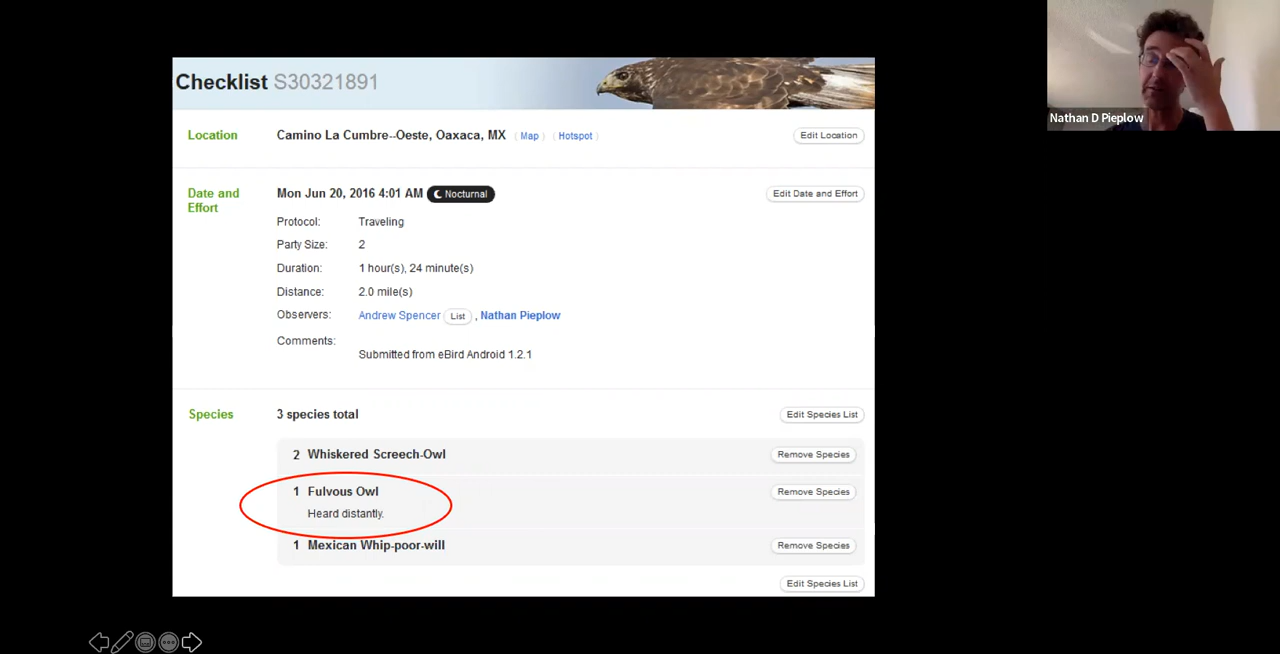 Checklist S30321891
Location Camino La Cumbre--Oeste, Oaxaca, MX ( Map ) ( Hotspot ) Edit Location
Date and Effort Mon Jun 20, 2016 4:01 AM Nocturnal Edit Date and Effort
Protocol: Traveling
Party Size: 2
Duration: 1 hour(s), 24 minute(s)
Distance: 2.0 mile(s)
Observers: Andrew Spencer List , Nathan Pieplow
Comments:
Submitted from eBird Android 1.2.1
Species 3 species total Edit Species List
2 Whiskered Screech-Owl Remove Species
1 Fulvous Owl Remove Species
Heard distantly.
1 Mexican Whip-poor-will Remove Species
Edit Species List
Nathan D Pieplow